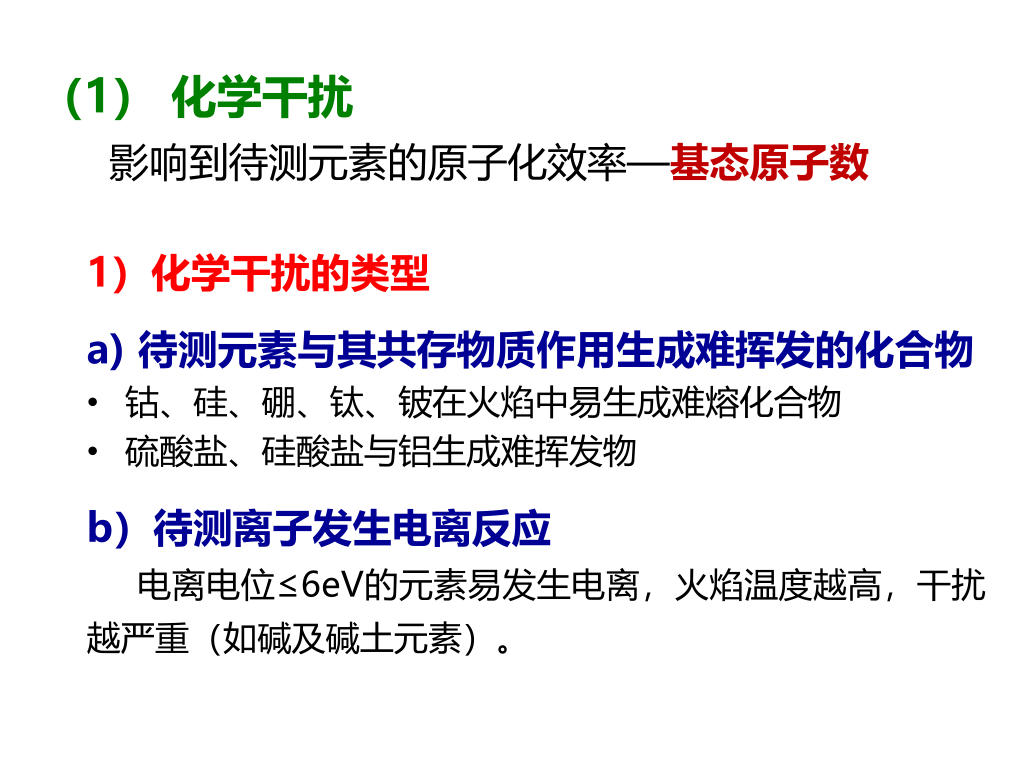 （1） 化学干扰
影响到待测元素的原子化效率—基态原子数
1）化学干扰的类型
a) 待测元素与其共存物质作用生成难挥发的化合物
• 钴、硅、硼、钛、铍在火焰中易生成难熔化合物
• 硫酸盐、硅酸盐与铝生成难挥发物
b）待测离子发生电离反应
电离电位≤6eV的元素易发生电离，火焰温度越高，干扰
越严重（如碱及碱土元素）。